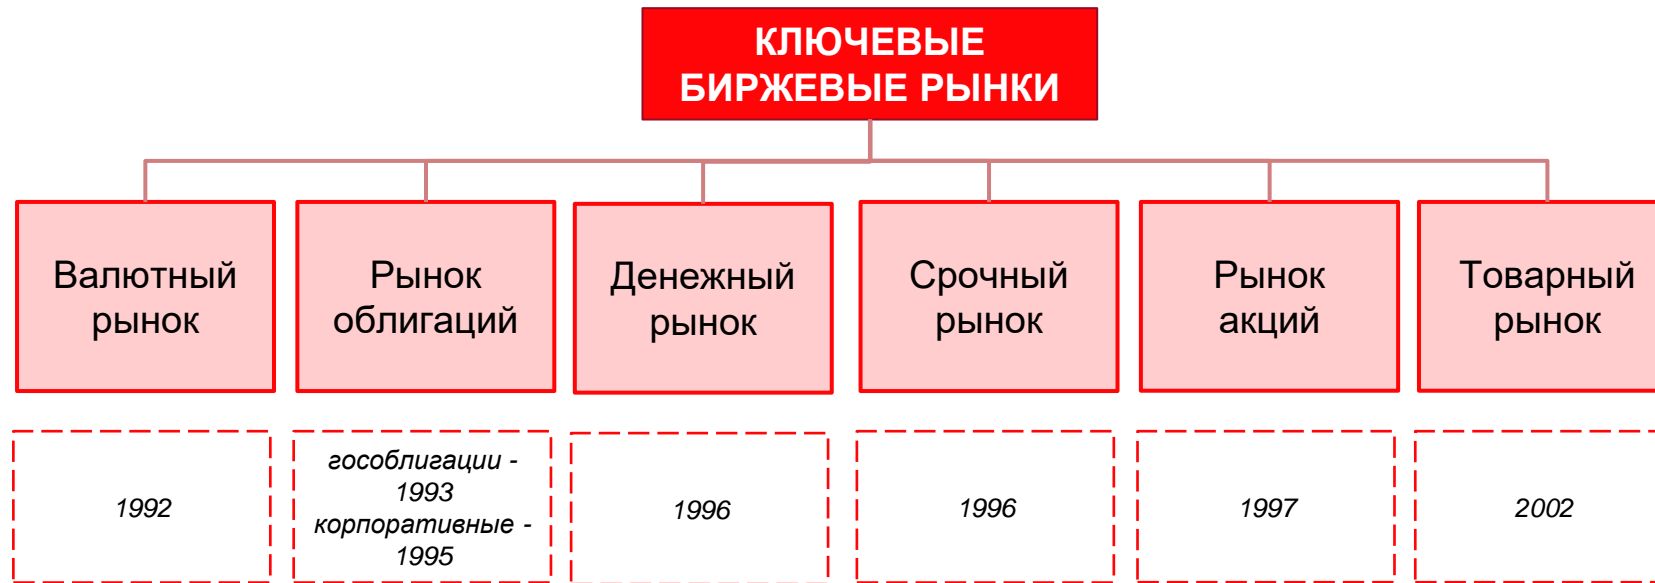 КЛЮЧЕВЫЕ
БИРЖЕВЫЕ РЫНКИ
Валютный
рынок
Рынок
облигаций
Денежный
рынок
Срочный
рынок
Рынок
акций
Товарный
рынок
1992
гособлигации -
1993
корпоративные -
1995
1996
1996
1997
2002